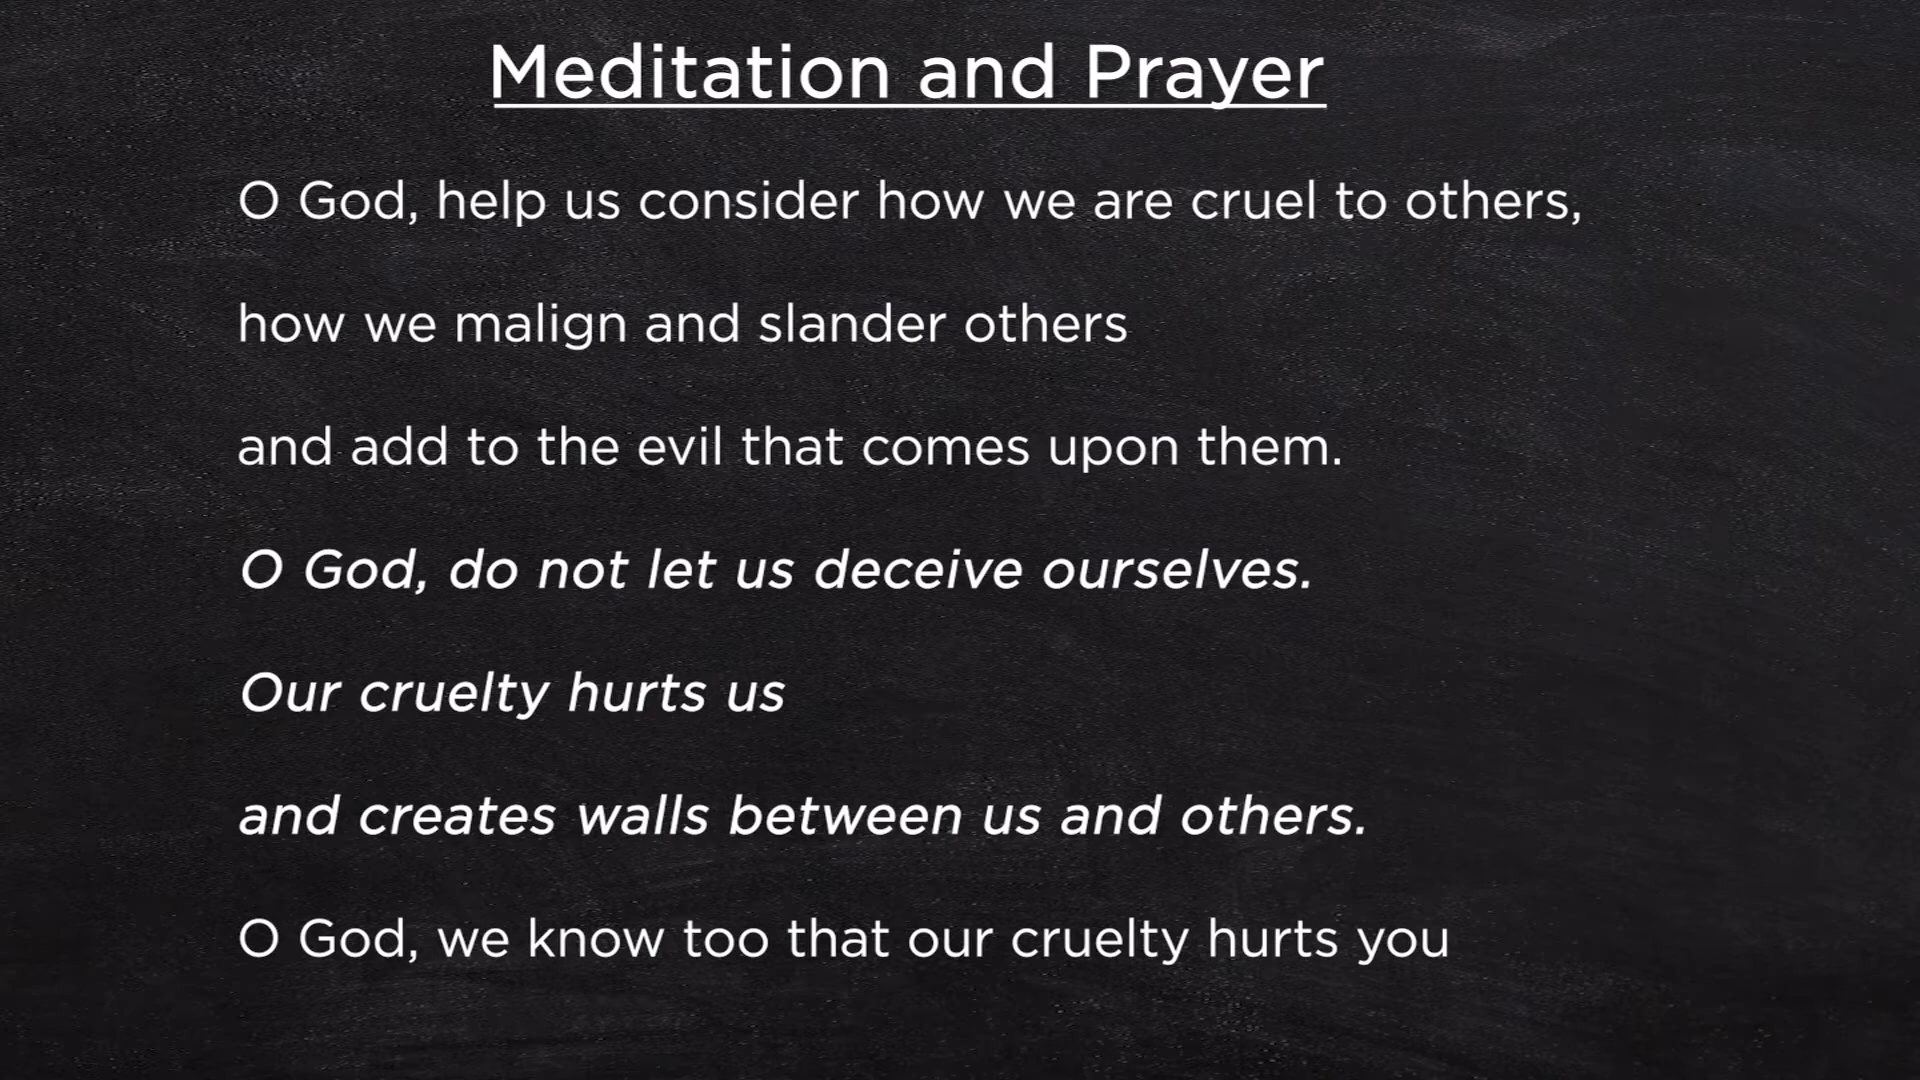 Meditation and Prayer
O God, help us consider how we are cruel to others,
how we malign and slander others
and add to the evil that comes upon them.
O God, do not let us deceive ourselves.
Our cruelty hurts us
and creates walls between us and others.
O God, we know too that our cruelty hurts you